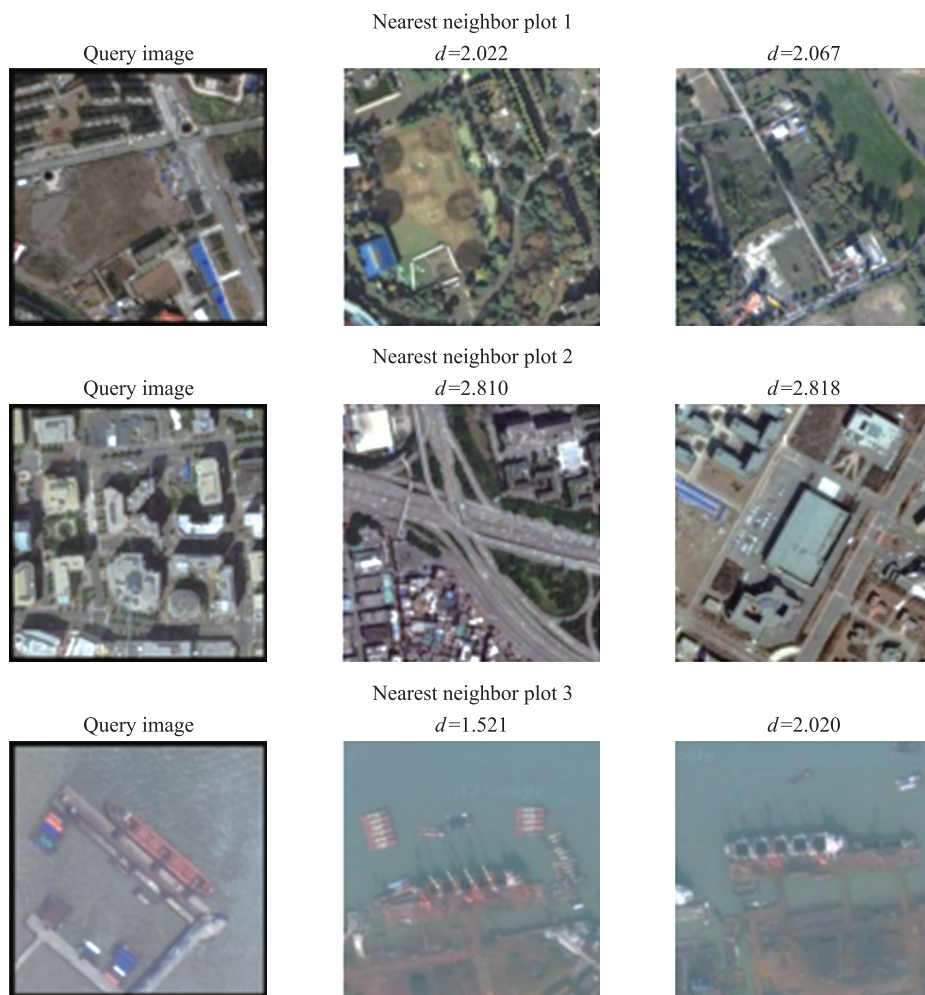 Nearest neighbor plot 1
Query image
d=2.022
d=2.067
Nearest neighbor plot 2
Query image
d=2.810
d=2.818
Nearest neighbor plot 3
Query image
d=1.521
d=2.020